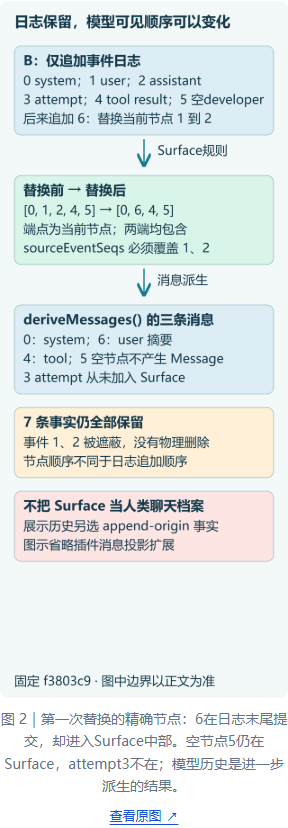 日志保留，模型可见顺序可以变化
B：仅追加事件日志
0 system；1 user；2 assistant
3 attempt；4 tool result；5 空developer
后来追加 6：替换当前节点 1 到 2
Surface规则
替换前 → 替换后
[0, 1, 2, 4, 5] → [0, 6, 4, 5]
端点为当前节点；两端均包含
sourceEventSeqs 必须覆盖 1、2
消息派生
deriveMessages() 的三条消息
0：system；6：user 摘要
4：tool；5 空节点不产生 Message
3 attempt 从未加入 Surface
7 条事实仍全部保留
事件 1、2 被遮蔽，没有物理删除
节点顺序不同于日志追加顺序
不把 Surface 当人类聊天档案
展示历史另选 append-origin 事实
图示省略插件消息投影扩展
固定 f3803c9 · 图中边界以正文为准
图 2｜第一次替换的精确节点：6在日志末尾提
交，却进入Surface中部。空节点5仍在
Surface，attempt3不在；模型历史是进一步
派生的结果。
查看原图 ↗